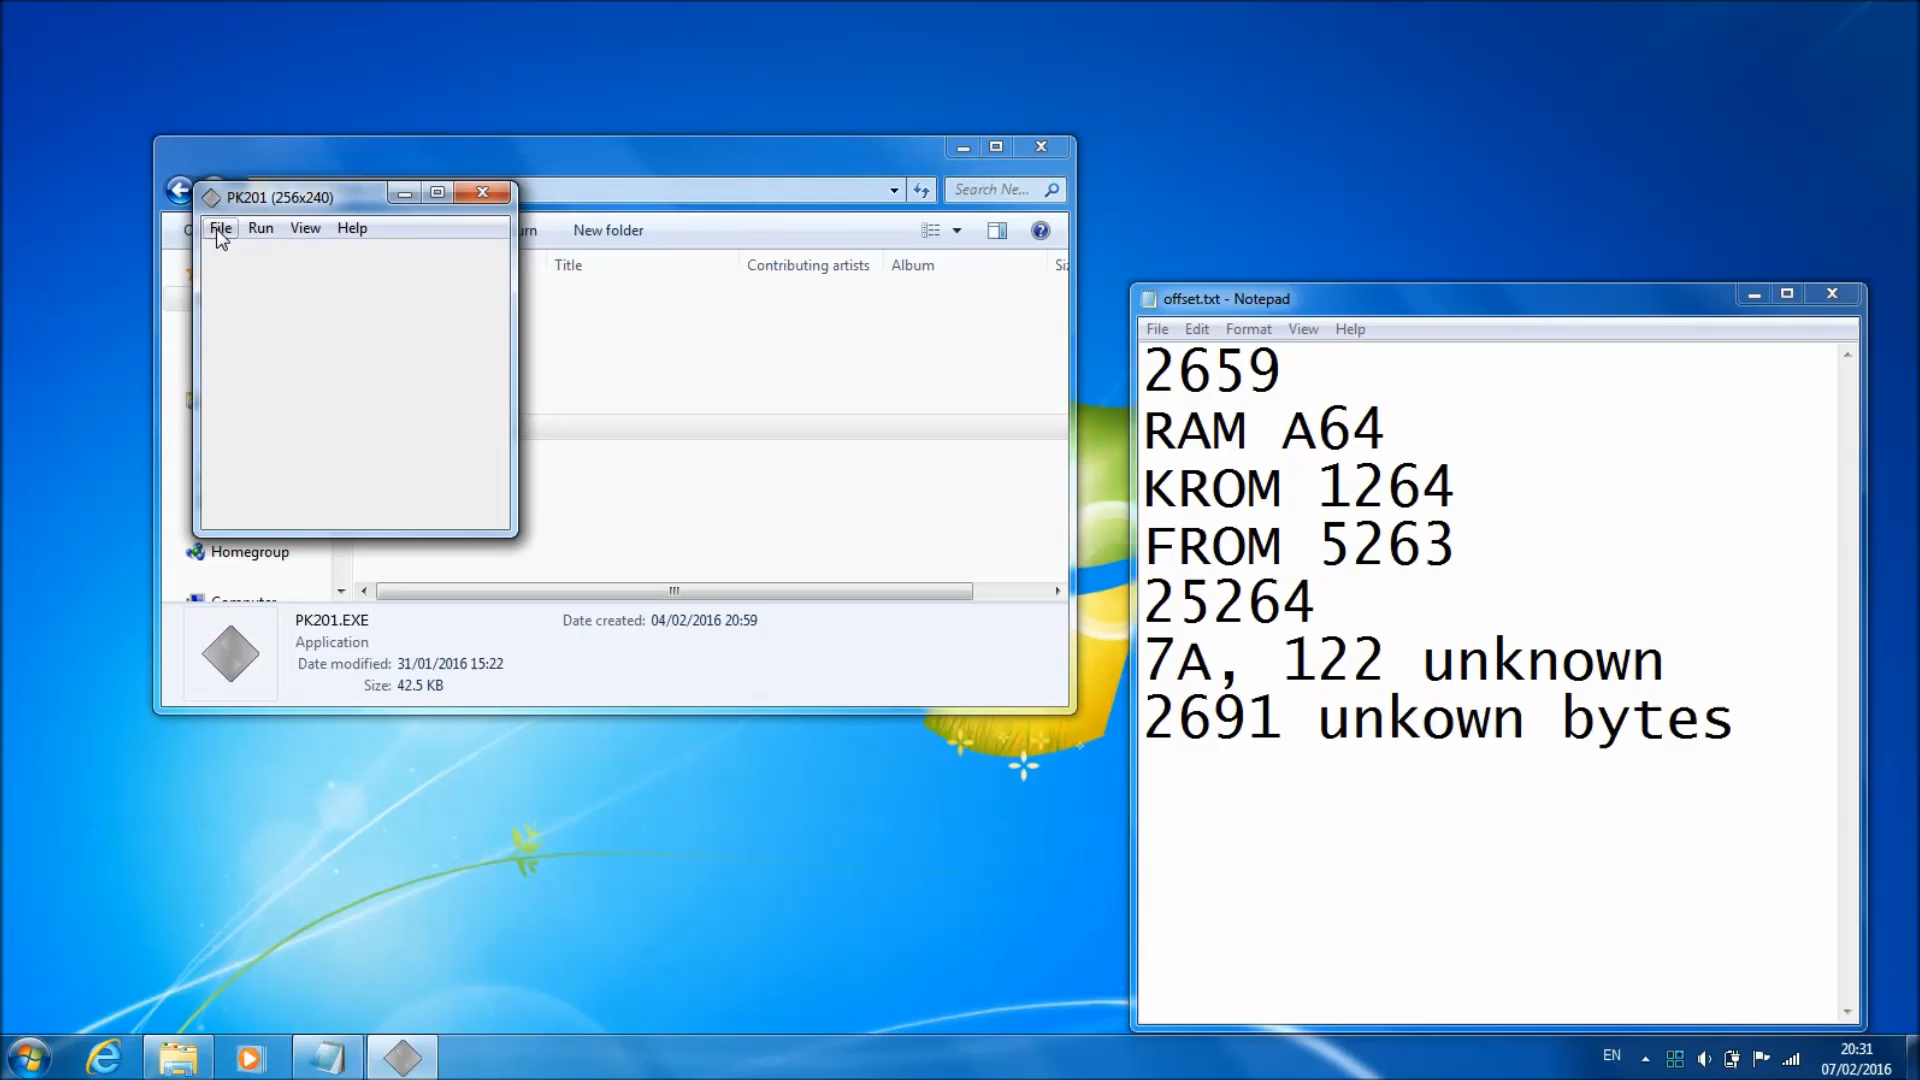 Search Ne...
PK201 (256x240)
File Run View Help
New folder
Title Contributing artists Album
Homegroup
PK201.EXE
Date created: 04/02/2016 20:59
Application
Date modified: 31/01/2016 15:22
Size: 42.5 KB
offset.txt - Notepad
File Edit Format View Help
2659
RAM A64
KROM 1264
FROM 5263
25264
7A, 122 unknown
2691 unkown bytes
EN
20:31
07/02/2016